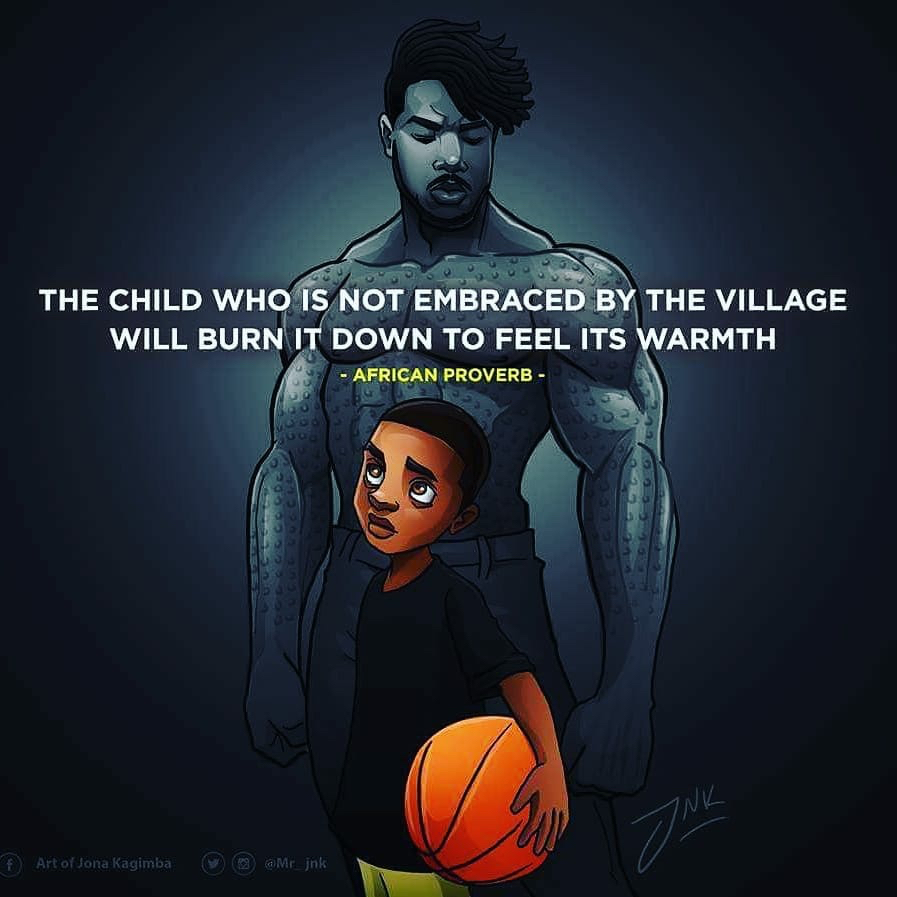 THE CHILD WHO IS NOT EMBRACED BY THE VILLAGE
WILL BURN IT DOWN TO FEEL ITS WARMTH
- AFRICAN PROVERB -
JNK
f Art of Jona Kagimba @Mr_jnk